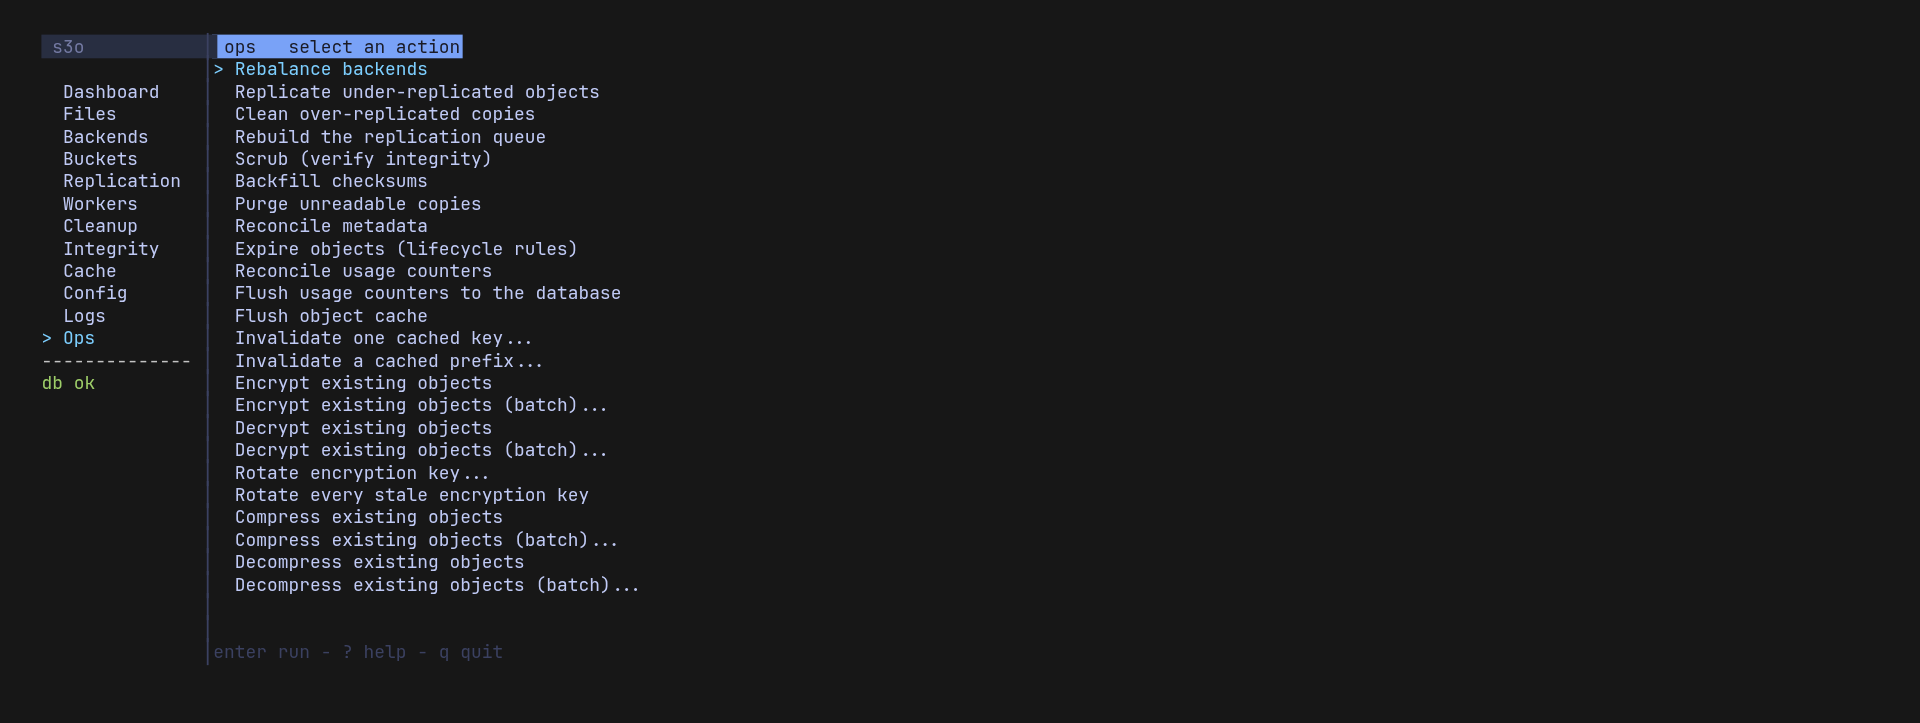 s3o
Dashboard
Files
Backends
Buckets
Replication
Workers
Cleanup
Integrity
Cache
Config
Logs
> Ops
--------------
db ok
ops   select an action
> Rebalance backends
Replicate under-replicated objects
Clean over-replicated copies
Rebuild the replication queue
Scrub (verify integrity)
Backfill checksums
Purge unreadable copies
Reconcile metadata
Expire objects (lifecycle rules)
Reconcile usage counters
Flush usage counters to the database
Flush object cache
Invalidate one cached key...
Invalidate a cached prefix...
Encrypt existing objects
Encrypt existing objects (batch)...
Decrypt existing objects
Decrypt existing objects (batch)...
Rotate encryption key...
Rotate every stale encryption key
Compress existing objects
Compress existing objects (batch)...
Decompress existing objects
Decompress existing objects (batch)...
enter run - ? help - q quit